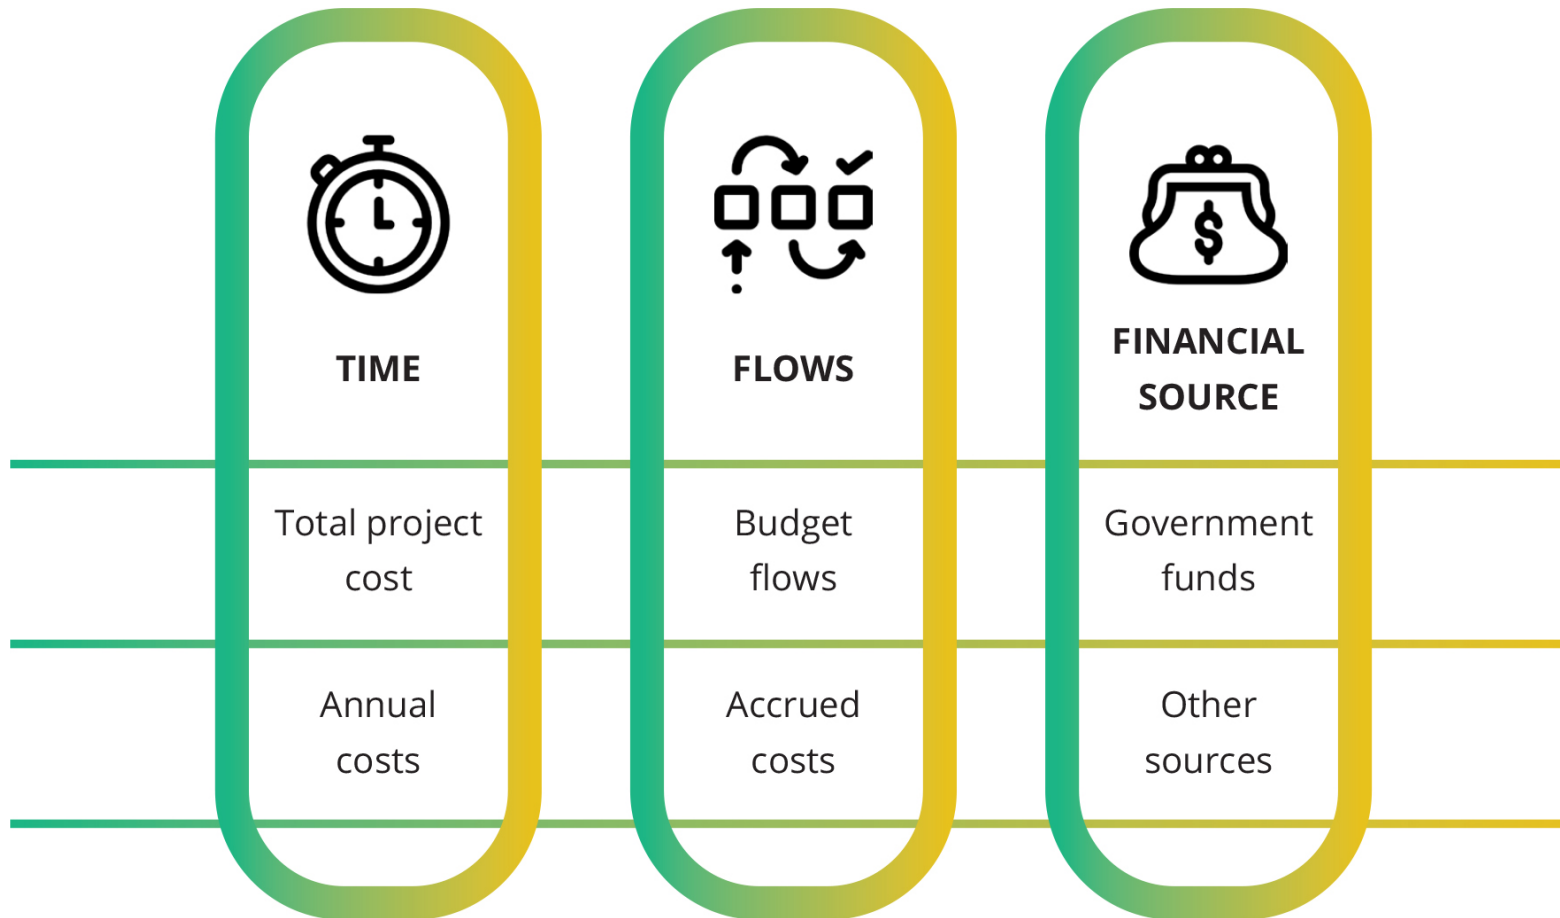 TIME
FLOWS
FINANCIAL
SOURCE
Total project
cost
Budget
flows
Government
funds
Annual
costs
Accrued
costs
Other
sources